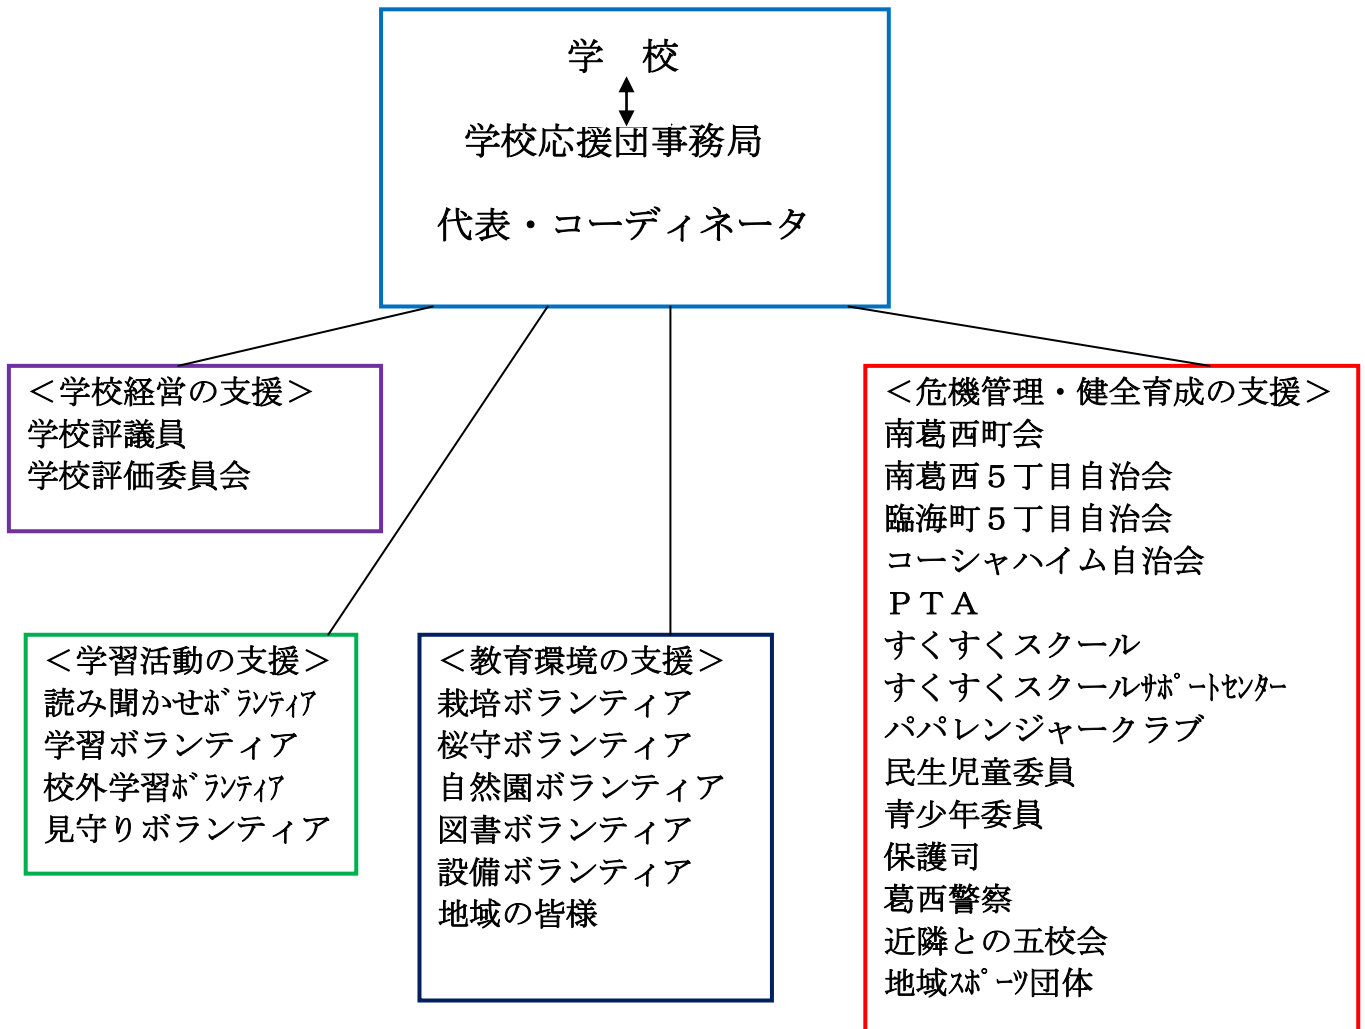 学　校
学校応援団事務局
代表・コーディネータ
＜学校経営の支援＞
学校評議員
学校評価委員会
＜学習活動の支援＞
読み聞かせﾎﾞﾗﾝﾃｨｱ
学習ボランティア
校外学習ﾎﾞﾗﾝﾃｨｱ
見守りボランティア
＜教育環境の支援＞
栽培ボランティア
桜守ボランティア
自然園ボランティア
図書ボランティア
設備ボランティア
地域の皆様
＜危機管理・健全育成の支援＞
南葛西町会
南葛西５丁目自治会
臨海町５丁目自治会
コーシャハイム自治会
ＰＴＡ
すくすくスクール
すくすくスクールｻﾎﾟｰﾄｾﾝﾀｰ
パパレンジャークラブ
民生児童委員
青少年委員
保護司
葛西警察
近隣との五校会
地域ｽﾎﾟｰﾂ団体